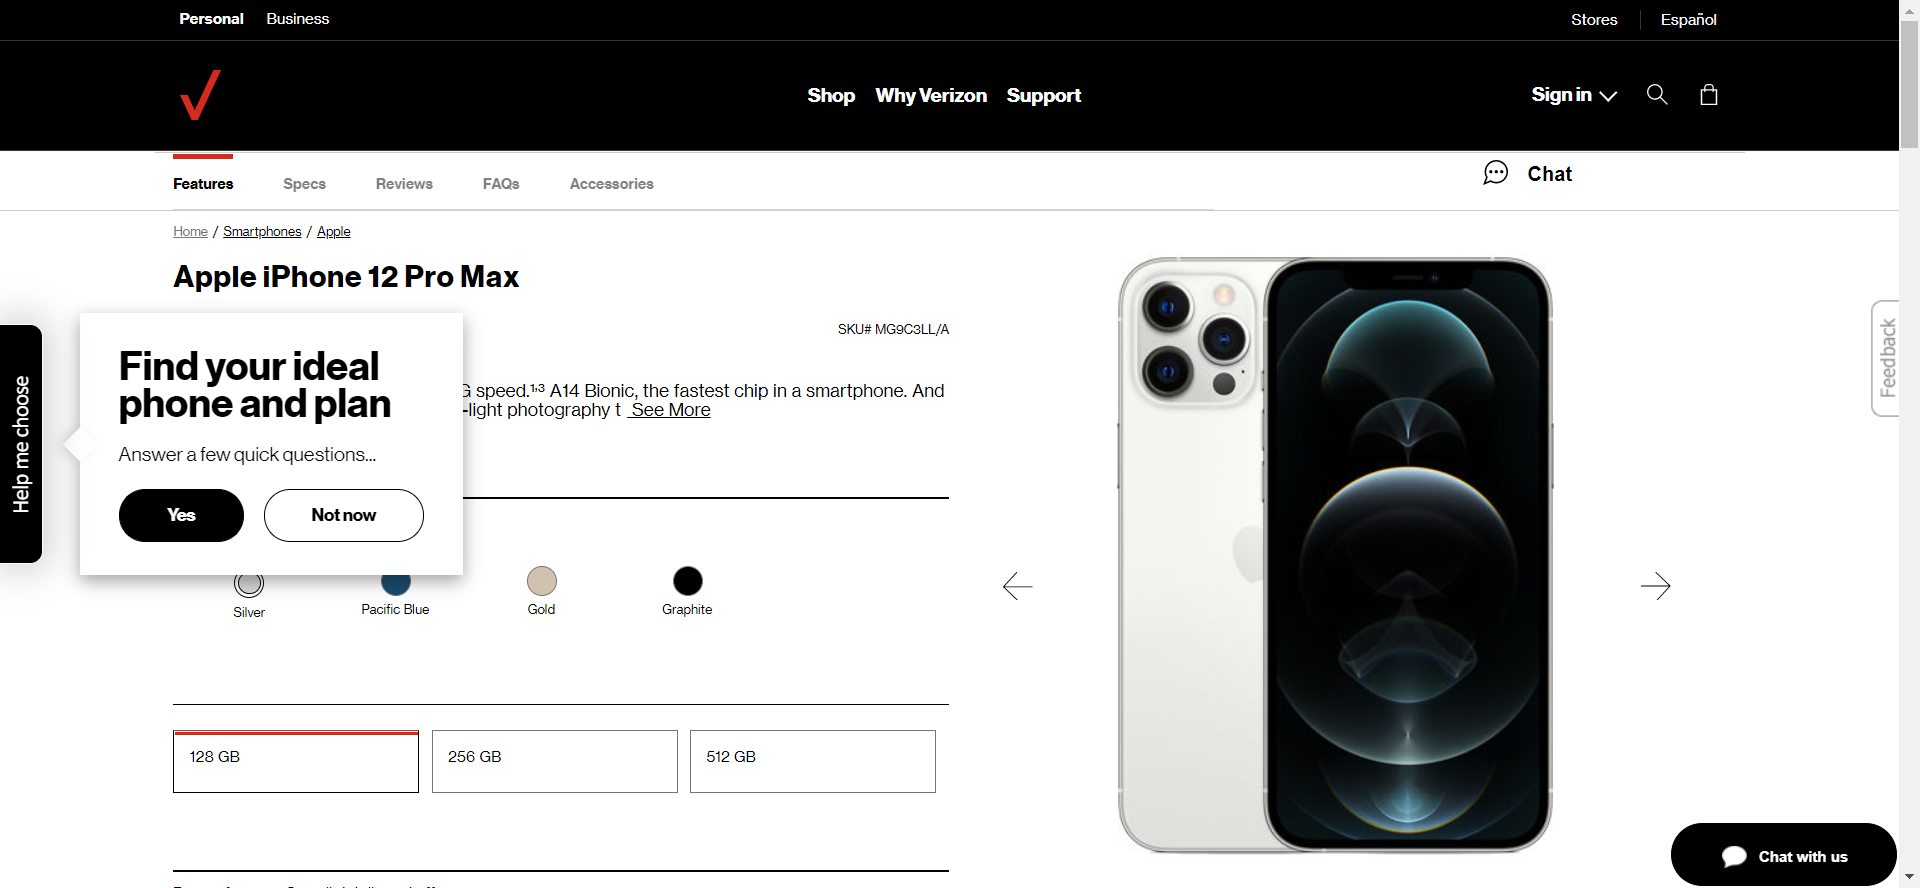 Personal Business Stores Español
Shop Why Verizon Support Sign in
Features Specs Reviews FAQs Accessories Chat
Home / Smartphones / Apple
Apple iPhone 12 Pro Max
SKU# MG9C3LL/A
Find your ideal
phone and plan
Answer a few quick questions...
Yes Not now
G speed.¹·³ A14 Bionic, the fastest chip in a smartphone. And
-light photography t See More
Help me choose
Feedback
Silver Pacific Blue Gold Graphite
128 GB 256 GB 512 GB
Chat with us